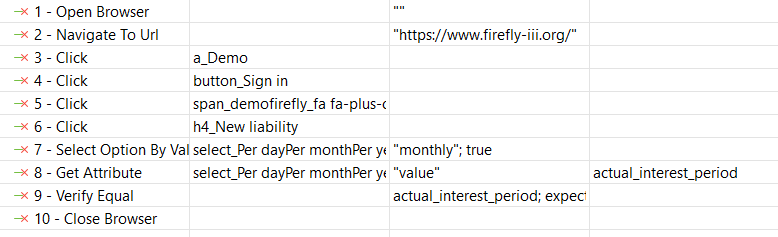 1 - Open Browser ""
2 - Navigate To Url "https://www.firefly-iii.org/"
3 - Click a_Demo
4 - Click button_Sign in
5 - Click span_demofirefly_fa fa-plus-c
6 - Click h4_New liability
7 - Select Option By Val select_Per dayPer monthPer ye "monthly"; true
8 - Get Attribute select_Per dayPer monthPer ye "value" actual_interest_period
9 - Verify Equal actual_interest_period; expect
10 - Close Browser